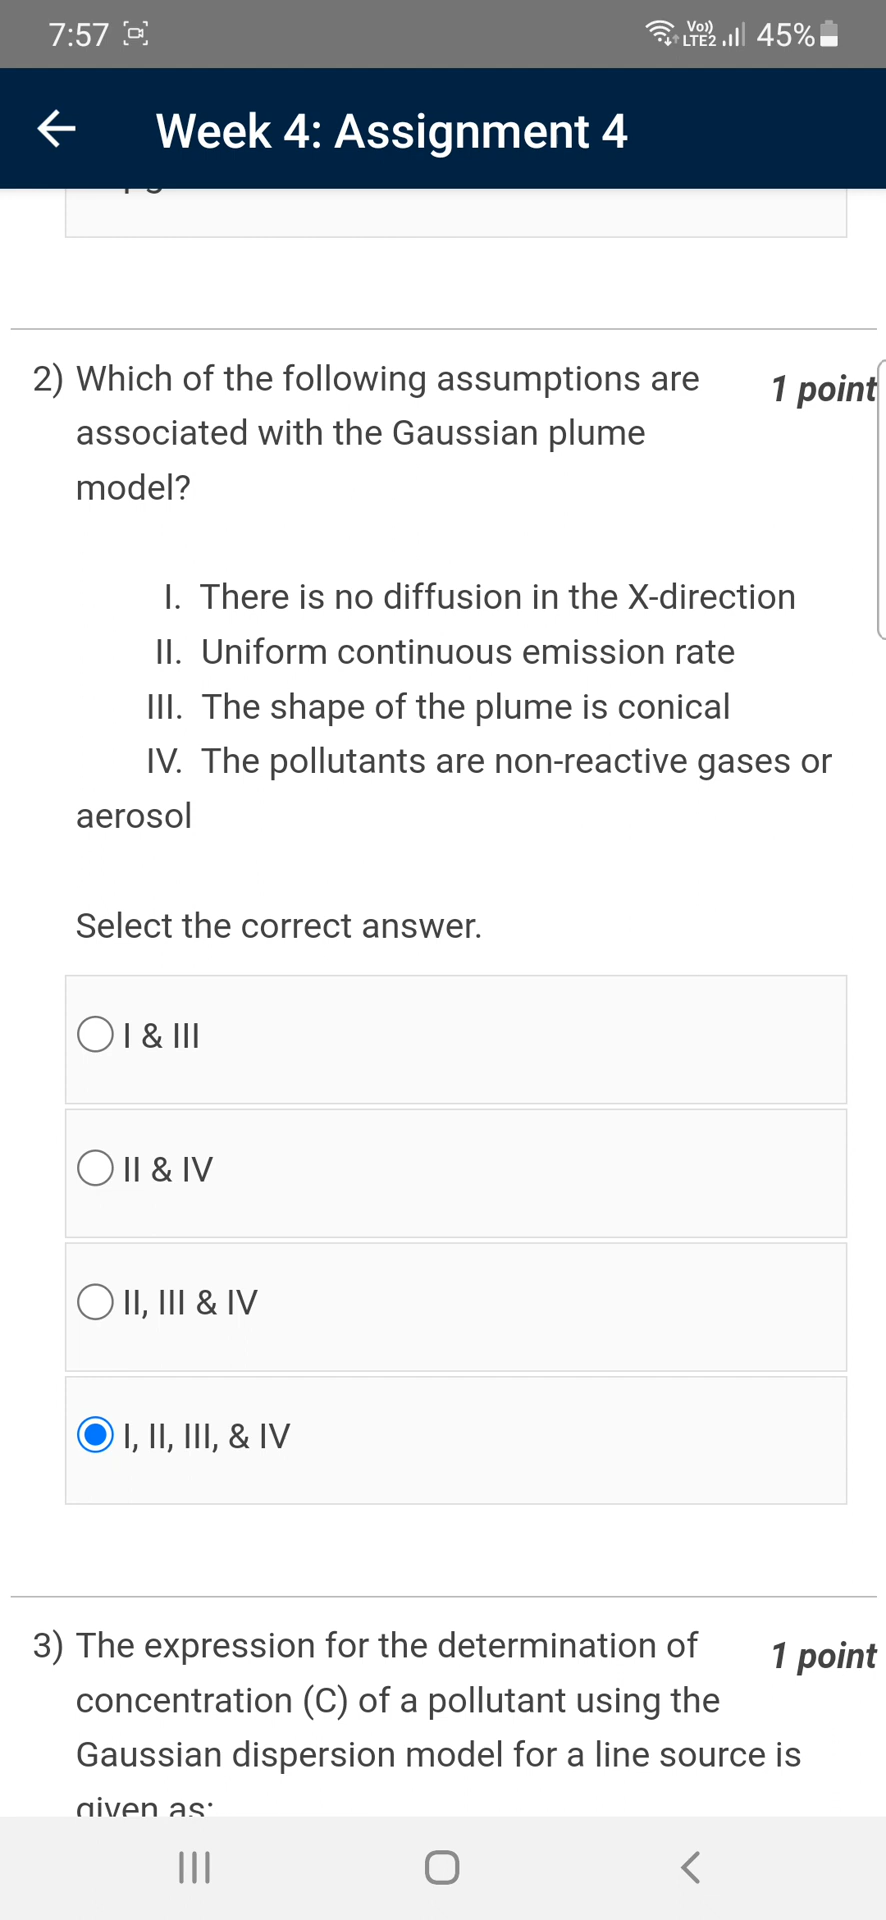 7:57 Vo)) LTE2 45%
Week 4: Assignment 4
2) Which of the following assumptions are 1 point
associated with the Gaussian plume
model?
I. There is no diffusion in the X-direction
II. Uniform continuous emission rate
III. The shape of the plume is conical
IV. The pollutants are non-reactive gases or
aerosol
Select the correct answer.
I & III
II & IV
II, III & IV
I, II, III, & IV
3) The expression for the determination of 1 point
concentration (C) of a pollutant using the
Gaussian dispersion model for a line source is
given as: